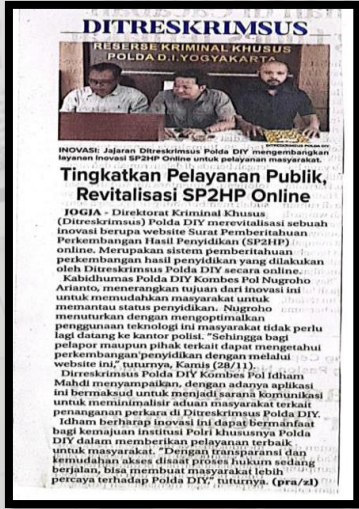 DITRESKRIMSUS
RESERSE KRIMINAL KHUSUS
POLDA D.I.YOGYAKARTA
DITRESKRIMSUS POLDA DIY
INOVASI: Jajaran Ditreskrimsus Polda DIY mengembangkan
layanan Inovasi SP2HP Online untuk pelayanan masyarakat.
Tingkatkan Pelayanan Publik,
Revitalisasi SP2HP Online
JOGJA - Direktorat Kriminal Khusus
(Ditreskrimsus) Polda DIY merevitalisasi sebuah
inovasi berupa website Surat Pemberitahuan
Perkembangan Hasil Penyidikan (SP2HP)
online. Merupakan sistem pemberitahuan
perkembangan hasil penyidikan yang dilakukan
oleh Ditreskrimsus Polda DIY secara online.
Kabidhumas Polda DIY Kombes Pol Nugroho
Arianto, menerangkan tujuan dari inovasi ini
untuk memudahkan masyarakat untuk
memantau status penyidikan. Nugroho
menuturkan dengan mengoptimalkan
penggunaan teknologi ini masyarakat tidak perlu
lagi datang ke kantor polisi. "Sehingga bagi
pelapor maupun pihak terkait dapat mengetahui
perkembangan penyidikan dengan melalui
website ini," tuturnya, Kamis (28/11).
Dirreskrimsus Polda DIY Kombes Pol Idham
Mahdi menyampaikan, dengan adanya aplikasi
ini bermaksud untuk menjadi sarana komunikasi
untuk meminimalisir aduan masyarakat terkait
penanganan perkara di Ditreskrimsus Polda DIY.
Idham berharap inovasi ini dapat bermanfaat
bagi kemajuan institusi Polri khususnya Polda
DIY dalam memberikan pelayanan terbaik
untuk masyarakat. "Dengan transparansi dan
kemudahan akses disaat proses hukum sedang
berjalan, bisa membuat masyarakat lebih
percaya terhadap Polda DIY," tuturnya. (pra/zl)